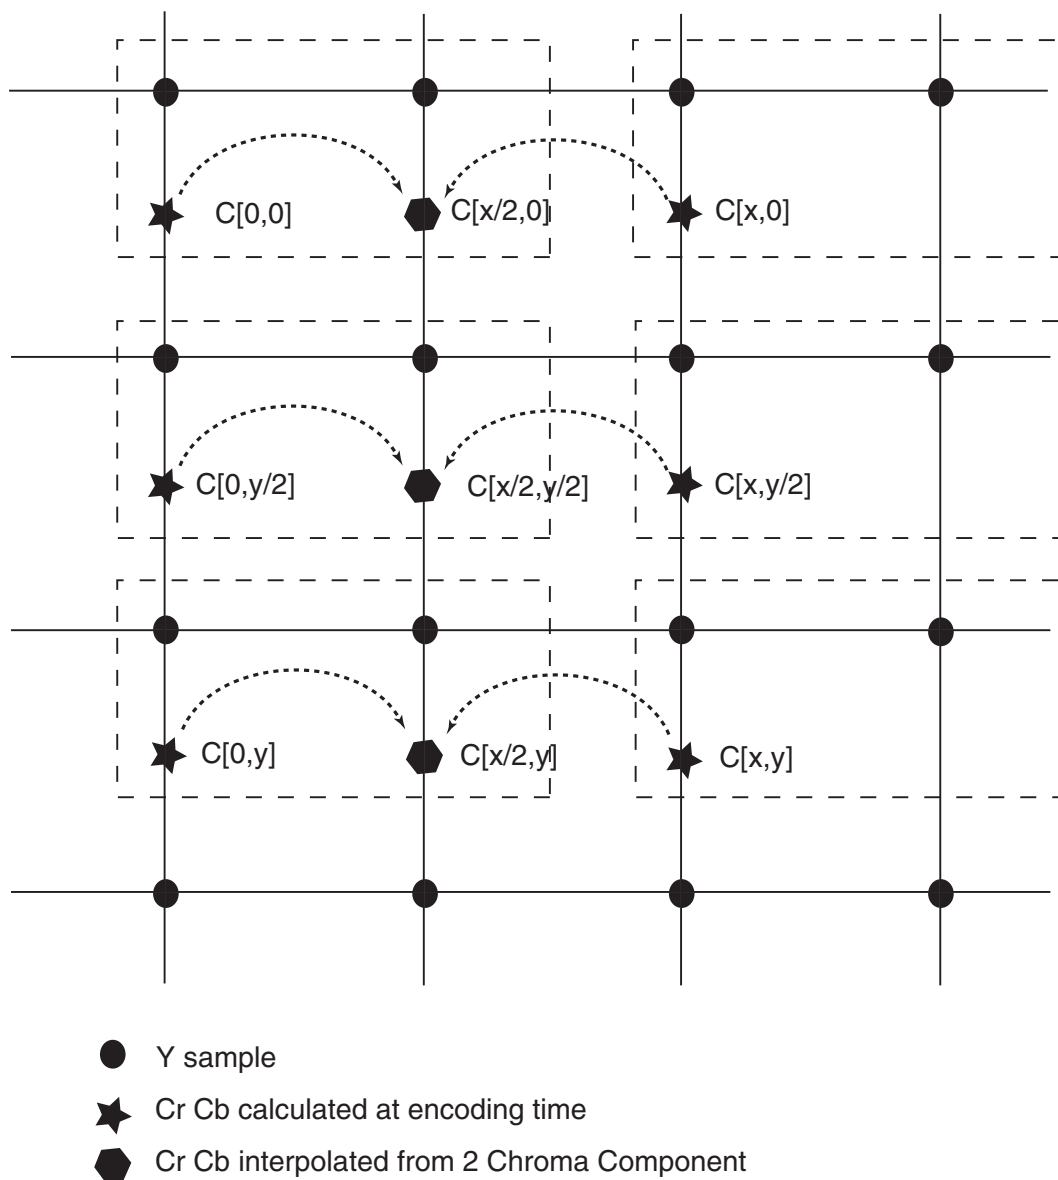 C[0,0] C[x/2,0] C[x,0]
C[0,y/2] C[x/2,y/2] C[x,y/2]
C[0,y] C[x/2,y] C[x,y]
Y sample
Cr Cb calculated at encoding time
Cr Cb interpolated from 2 Chroma Component